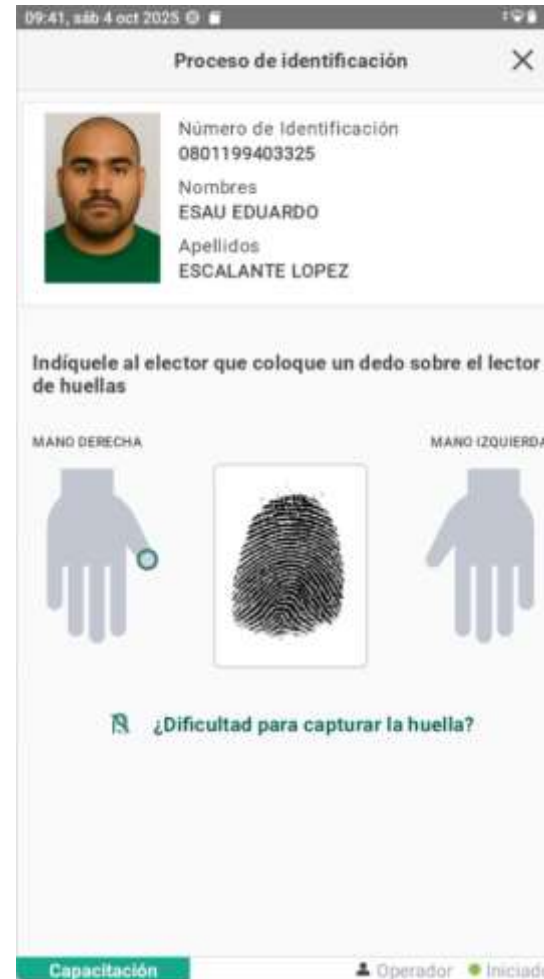 09:41, sáb 4 oct 2025
Proceso de identificación
Número de Identificación
0801199403325
Nombres
ESAU EDUARDO
Apellidos
ESCALANTE LOPEZ
Indíquele al elector que coloque un dedo sobre el lector
de huellas
MANO DERECHA
MANO IZQUIERDA
¿Dificultad para capturar la huella?
Capacitación
Operador
Iniciado